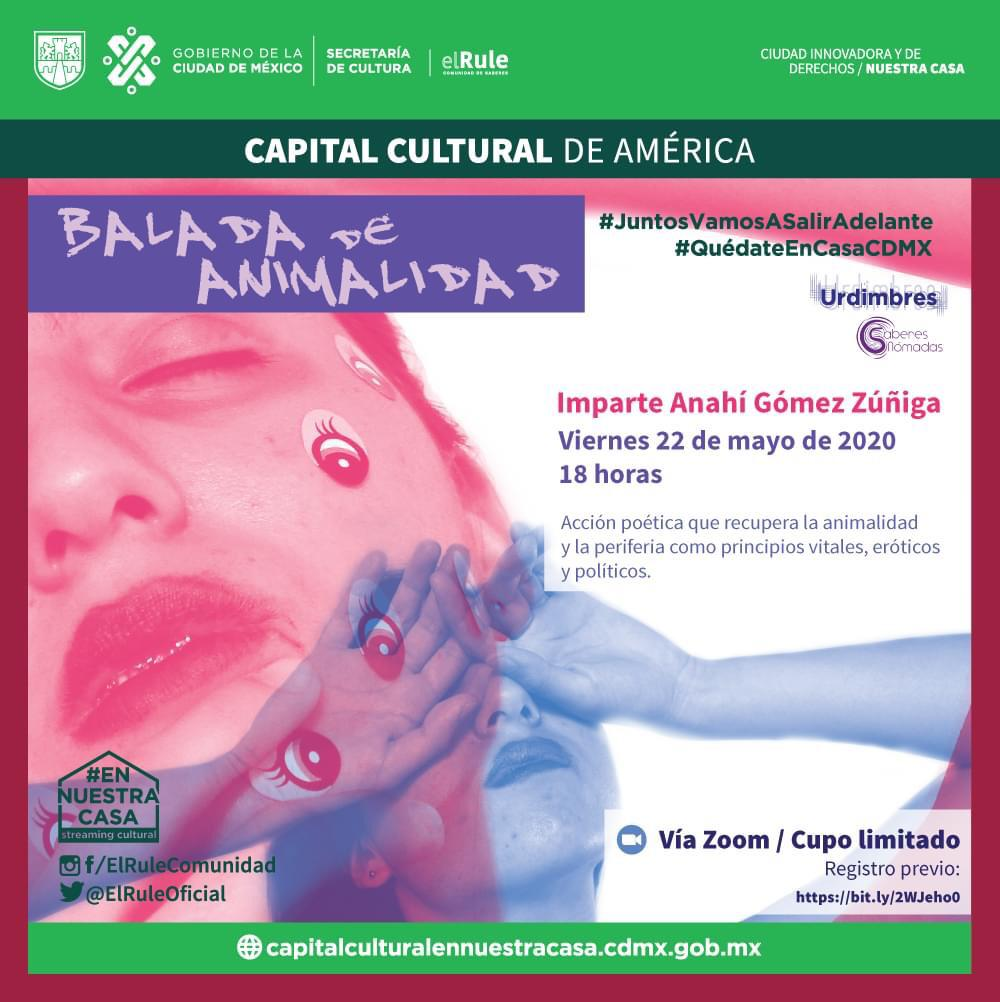 GOBIERNO DE LA
CIUDAD DE MÉXICO
SECRETARÍA
DE CULTURA
elRule
COMUNIDAD DE SABERES
CIUDAD INNOVADORA Y DE
DERECHOS / NUESTRA CASA
CAPITAL CULTURAL DE AMÉRICA
BALADA DE
ANIMALIDAD
#JuntosVamosASalirAdelante
#QuédateEnCasaCDMX
Urdimbres
Saberes
nómadas
Imparte Anahí Gómez Zúñiga
Viernes 22 de mayo de 2020
18 horas
Acción poética que recupera la animalidad
y la periferia como principios vitales, eróticos
y políticos.
#EN
NUESTRA
CASA
streaming cultural
f/ElRuleComunidad
@ElRuleOficial
Vía Zoom / Cupo limitado
Registro previo:
https://bit.ly/2WJeho0
capitalculturalennuestracasa.cdmx.gob.mx